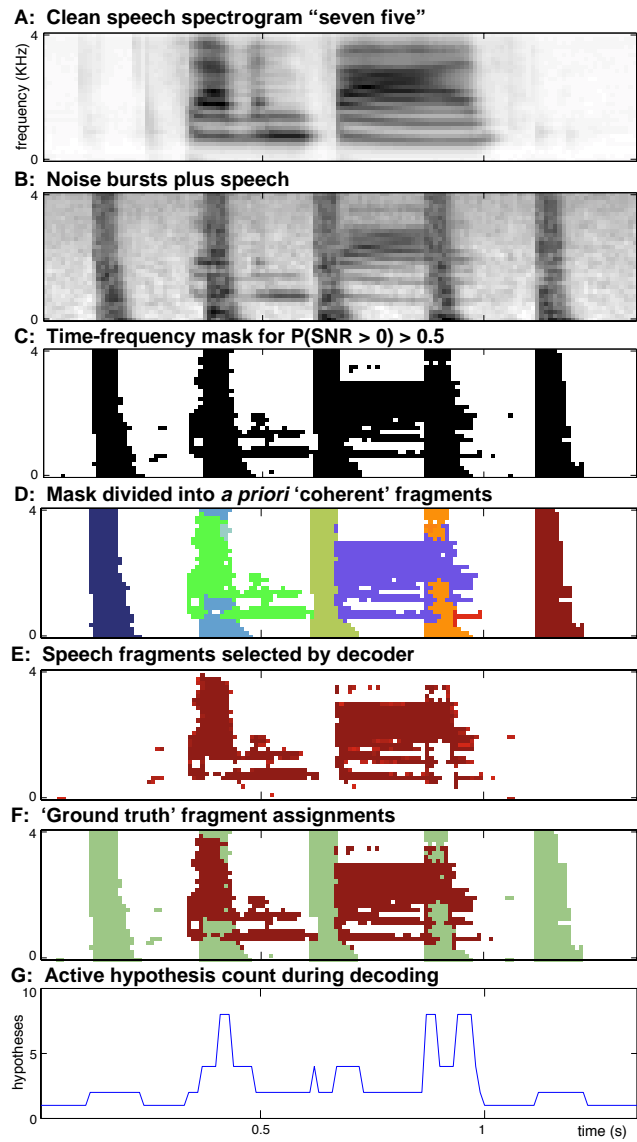 A: Clean speech spectrogram “seven five”
4
frequency (KHz)
0
0.5
1
B: Noise bursts plus speech
4
0
C: Time-frequency mask for P(SNR > 0) > 0.5
4
0
D: Mask divided into a priori ‘coherent’ fragments
4
0
E: Speech fragments selected by decoder
4
0
F: ‘Ground truth’ fragment assignments
4
0
G: Active hypothesis count during decoding
10
hypotheses
5
0
0.5
1
time (s)